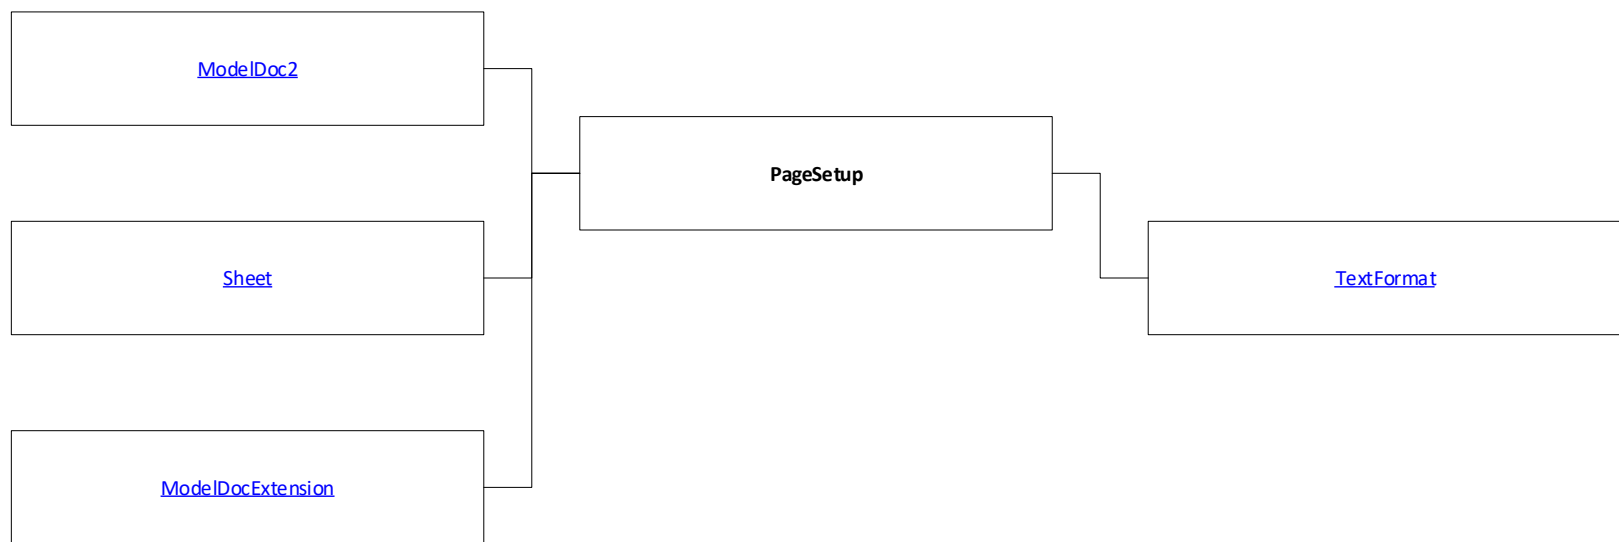 ModelDoc2
PageSetup
Sheet
TextFormat
ModelDocExtension